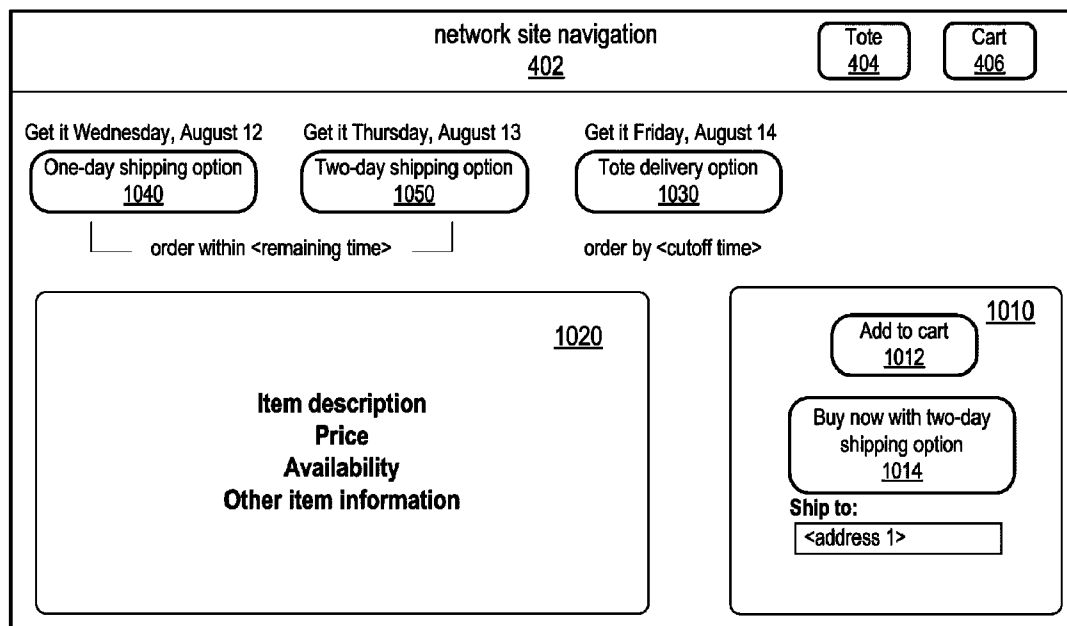 network site navigation
402
Tote
404
Cart
406
Get it Wednesday, August 12
One-day shipping option
1040
Get it Thursday, August 13
Two-day shipping option
1050
Get it Friday, August 14
Tote delivery option
1030
order within <remaining time>
order by <cutoff time>
1020
Item description
Price
Availability
Other item information
1010
Add to cart
1012
Buy now with two-day
shipping option
1014
Ship to:
<address 1>